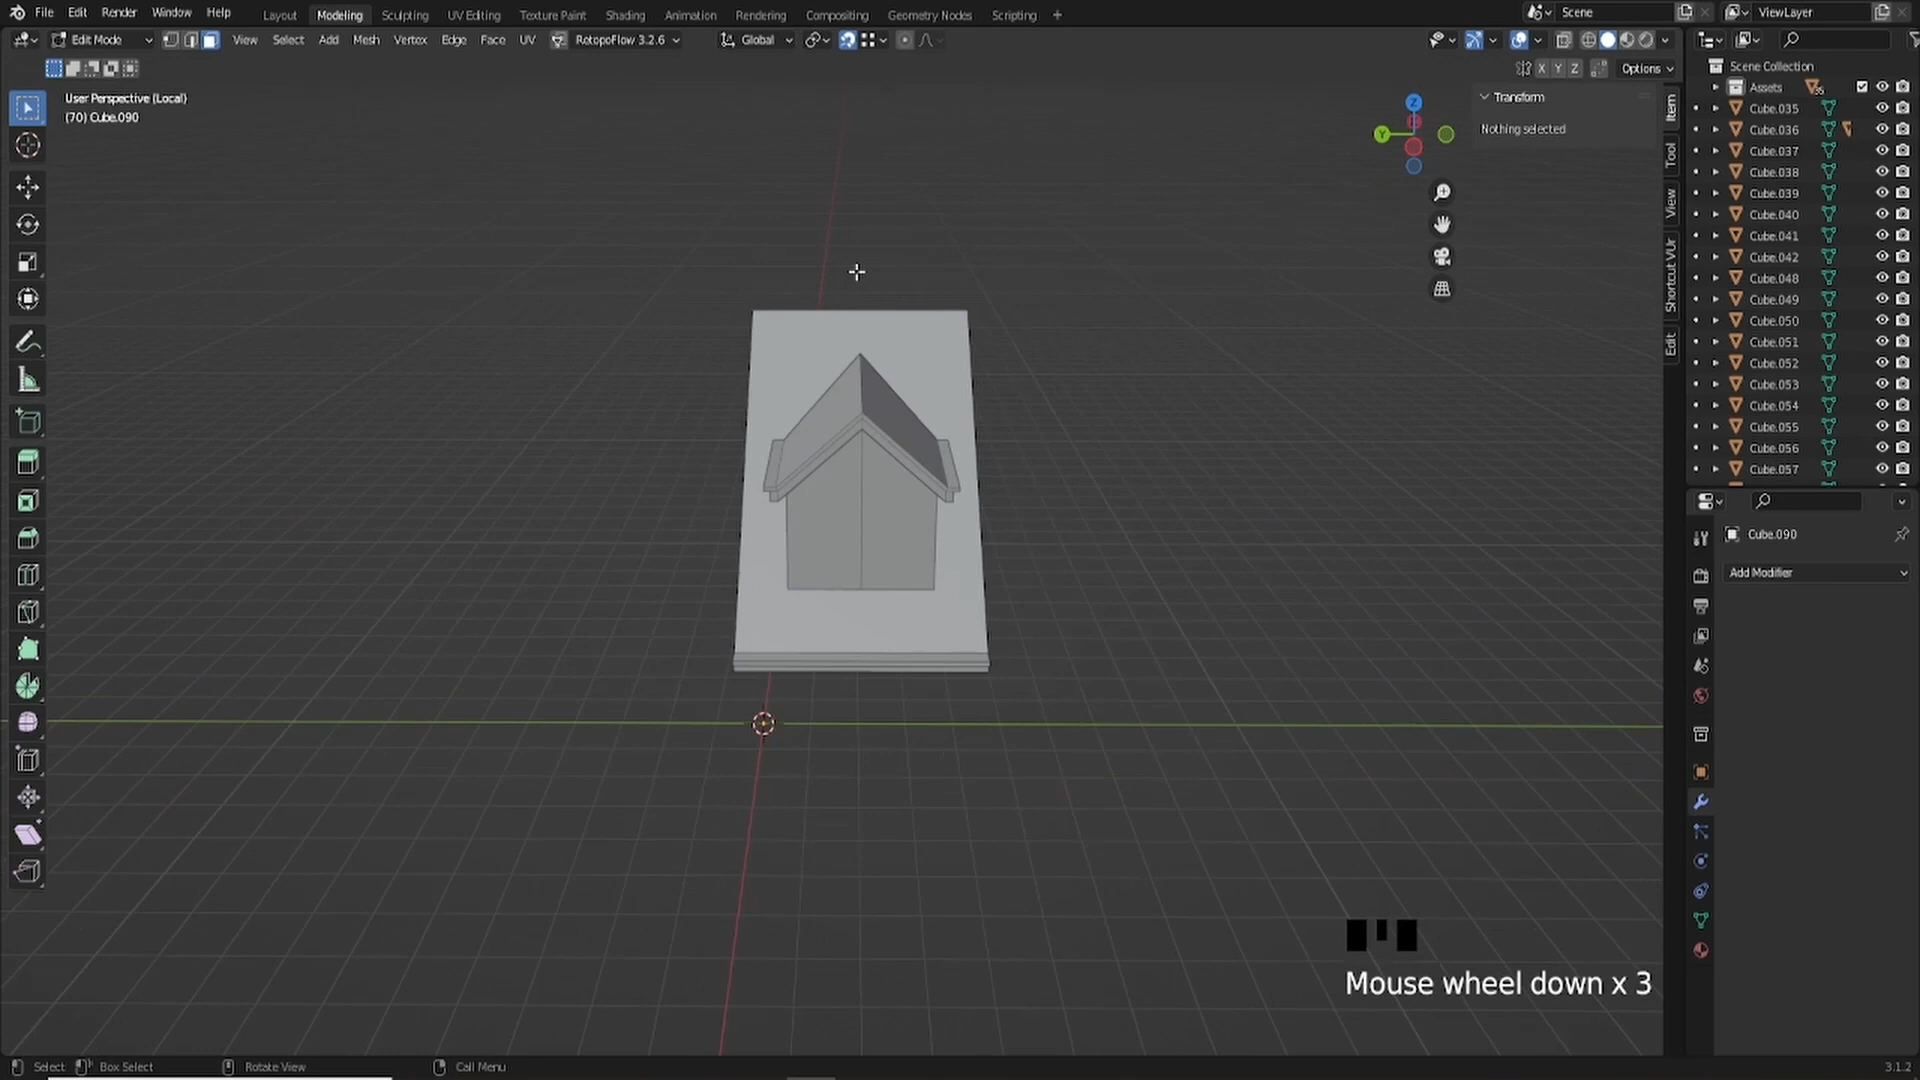 File Edit Render Window Help Layout Modeling Sculpting UV Editing Texture Paint Shading Animation Rendering Compositing Geometry Nodes Scripting + Scene ViewLayer
Edit Mode View Select Add Mesh Vertex Edge Face UV RetopoFlow 3.2.6 Global
X Y Z Options
User Perspective (Local)
(70) Cube.090
Z
Y
Transform
Nothing selected
Item
Tool
View
Shortcut VUr
Edit
Scene Collection
Assets 35
Cube.035
Cube.036
Cube.037
Cube.038
Cube.039
Cube.040
Cube.041
Cube.042
Cube.048
Cube.049
Cube.050
Cube.051
Cube.052
Cube.053
Cube.054
Cube.055
Cube.056
Cube.057
Cube.090
Add Modifier
Mouse wheel down x 3
Select Box Select Rotate View Call Menu 3.1.2